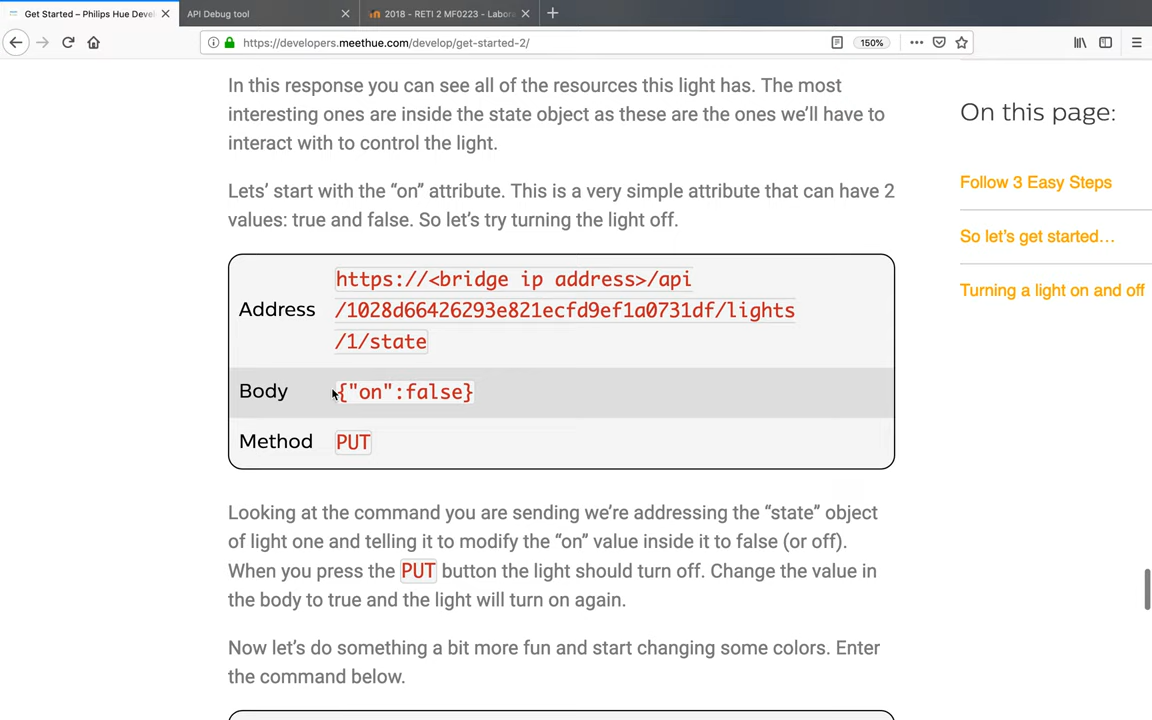 Get Started – Philips Hue Devel
API Debug tool
2018 - RETI 2 MF0223 - Labora
https://developers.meethue.com/develop/get-started-2/
150%
In this response you can see all of the resources this light has. The most
interesting ones are inside the state object as these are the ones we’ll have to
interact with to control the light.
Lets’ start with the “on” attribute. This is a very simple attribute that can have 2
values: true and false. So let’s try turning the light off.
Address
https://<bridge ip address>/api
/1028d66426293e821ecfd9ef1a0731df/lights
/1/state
Body
{"on":false}
Method
PUT
Looking at the command you are sending we’re addressing the “state” object
of light one and telling it to modify the “on” value inside it to false (or off).
When you press the PUT button the light should turn off. Change the value in
the body to true and the light will turn on again.
Now let’s do something a bit more fun and start changing some colors. Enter
the command below.
On this page:
Follow 3 Easy Steps
So let’s get started…
Turning a light on and off